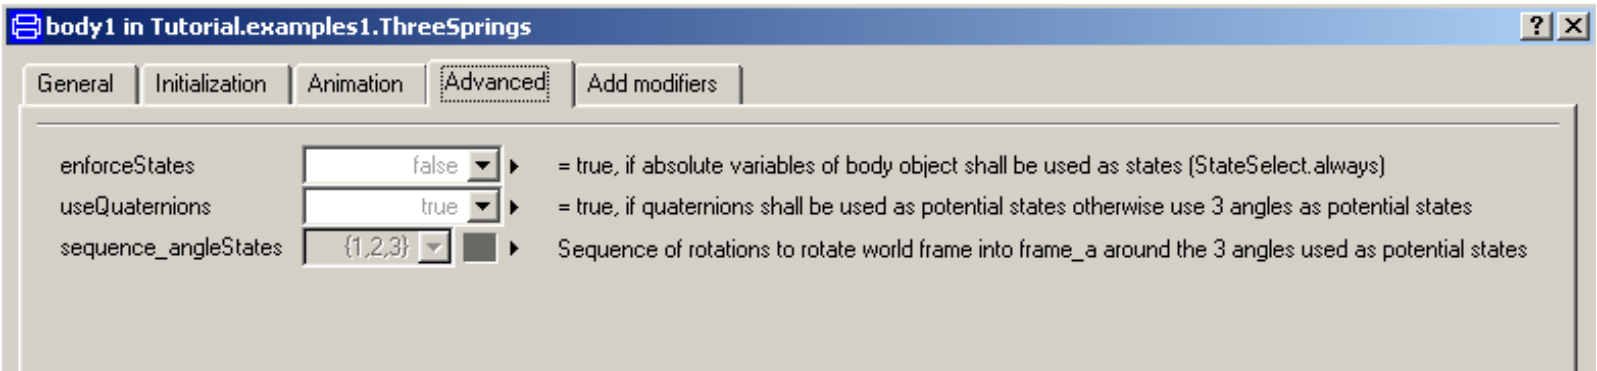 body1 in Tutorial.examples1.ThreeSprings
General Initialization Animation Advanced Add modifiers
enforceStates false = true, if absolute variables of body object shall be used as states (StateSelect.always)
useQuaternions true = true, if quaternions shall be used as potential states otherwise use 3 angles as potential states
sequence_angleStates {1,2,3} Sequence of rotations to rotate world frame into frame_a around the 3 angles used as potential states